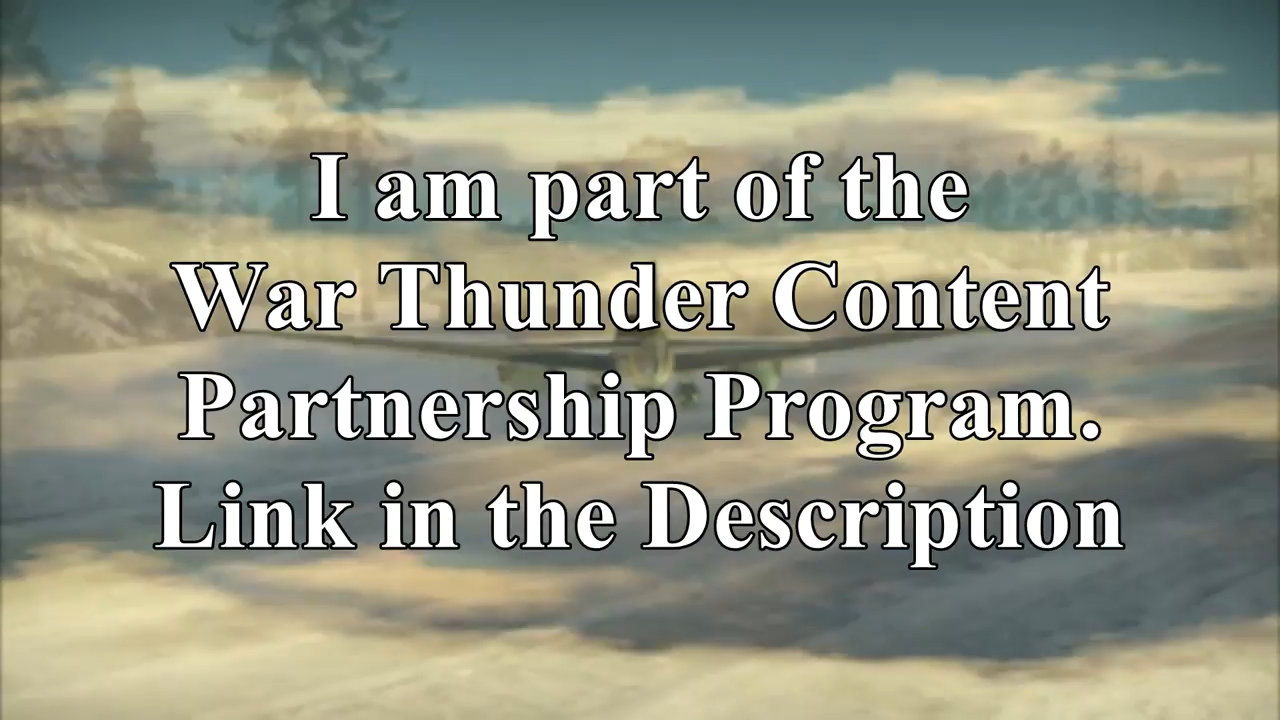 I am part of the
War Thunder Content
Partnership Program.
Link in the Description